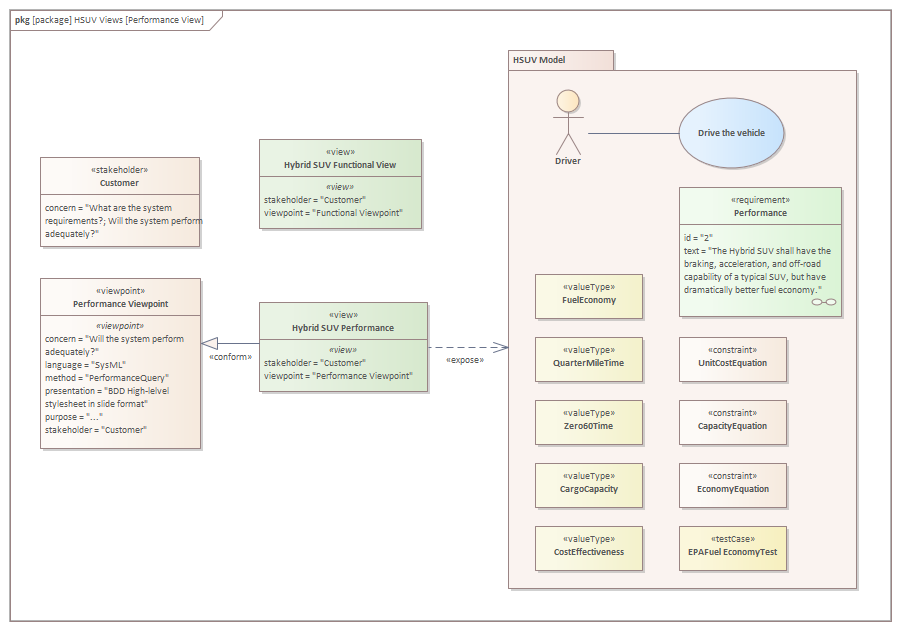 pkg [package] HSUV Views [Performance View]
HSUV Model
Driver
Drive the vehicle
«stakeholder»
Customer
concern = "What are the system
requirements?; Will the system perform
adequately?"
«view»
Hybrid SUV Functional View
«view»
stakeholder = "Customer"
viewpoint = "Functional Viewpoint"
«requirement»
Performance
id = "2"
text = "The Hybrid SUV shall have the
braking, acceleration, and off-road
capability of a typical SUV, but have
dramatically better fuel economy."
«viewpoint»
Performance Viewpoint
«viewpoint»
concern = "Will the system perform
adequately?"
language = "SysML"
method = "PerformanceQuery"
presentation = "BDD High-lelvel
stylesheet in slide format"
purpose = "..."
stakeholder = "Customer"
«conform»
«view»
Hybrid SUV Performance
«view»
stakeholder = "Customer"
viewpoint = "Performance Viewpoint"
«expose»
«valueType»
FuelEconomy
«valueType»
QuarterMileTime
«constraint»
UnitCostEquation
«valueType»
Zero60Time
«constraint»
CapacityEquation
«valueType»
CargoCapacity
«constraint»
EconomyEquation
«valueType»
CostEffectiveness
«testCase»
EPAFuel EconomyTest